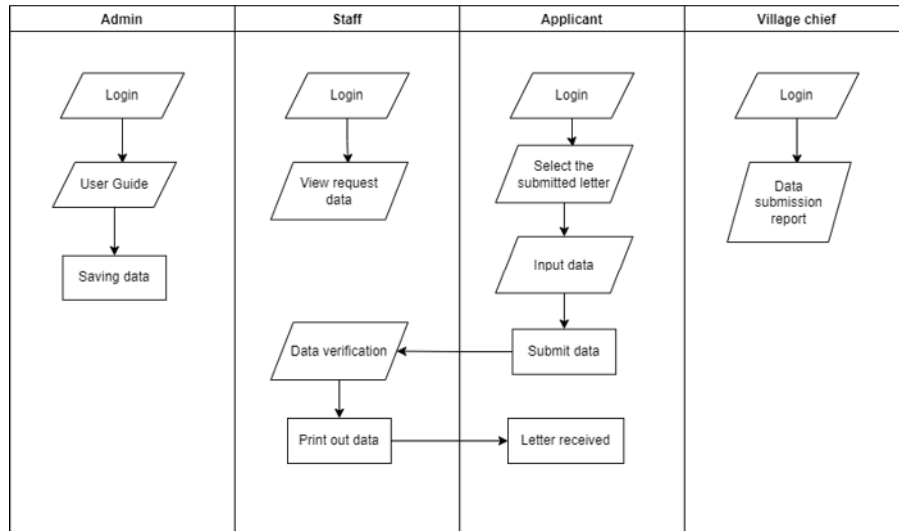 Admin
Staff
Applicant
Village chief
Login
Login
Login
Login
User Guide
View request
data
Select the
submitted letter
Data
submission
report
Saving data
Input data
Data verification
Submit data
Print out data
Letter received